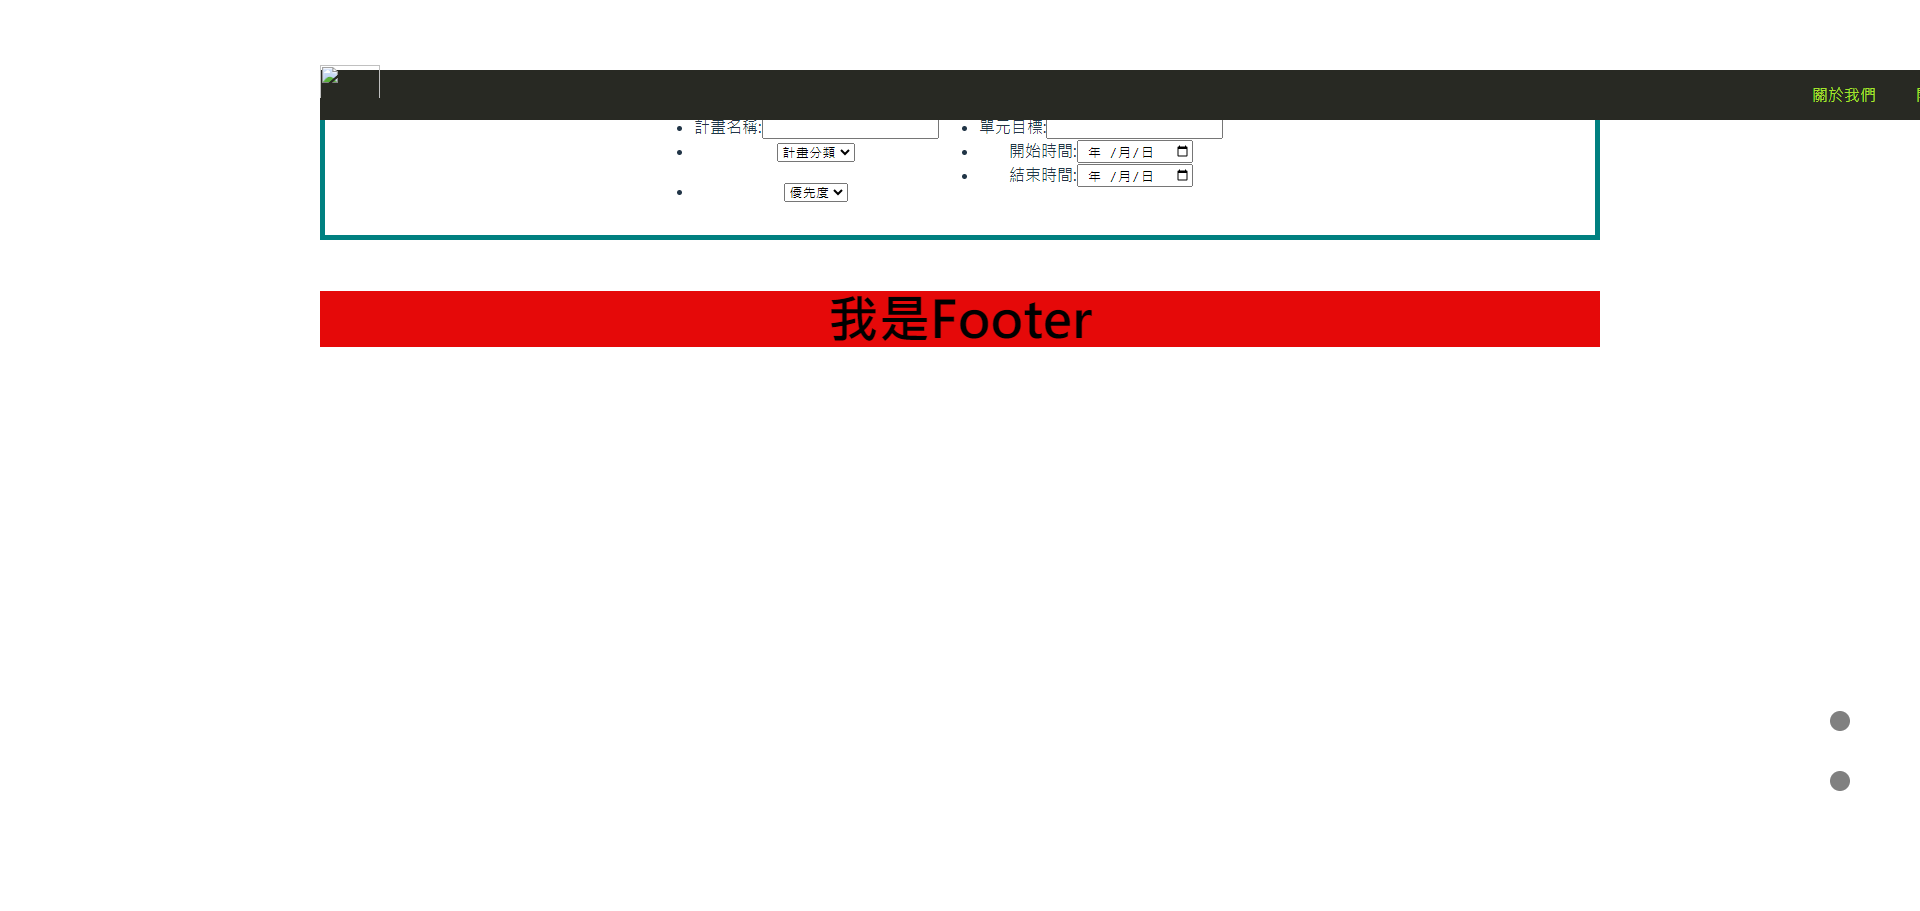 關於我們
計畫名稱:
單元目標:
計畫分類
開始時間: 年 /月/日
結束時間: 年 /月/日
優先度
我是Footer